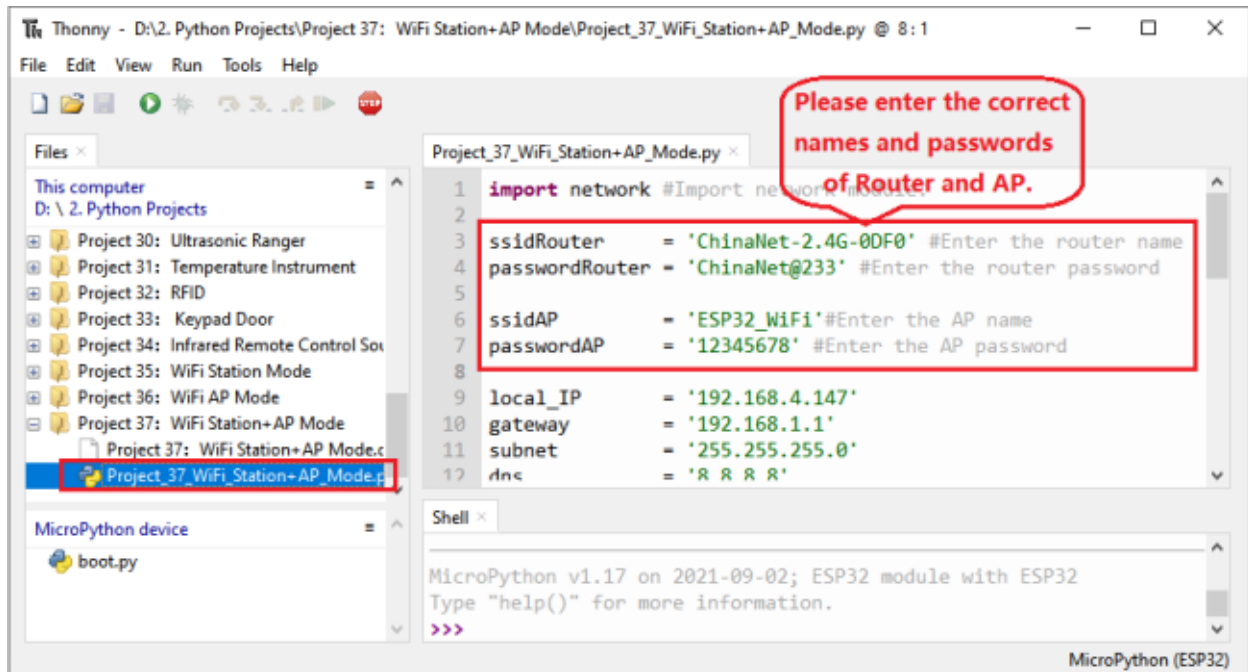 Thonny - D:\2. Python Projects\Project 37: WiFi Station+AP Mode\Project_37_WiFi_Station+AP_Mode.py @ 8:1
File Edit View Run Tools Help
STOP
Please enter the correct
names and passwords
of Router and AP.
Files
This computer
D: \ 2. Python Projects
Project 30: Ultrasonic Ranger
Project 31: Temperature Instrument
Project 32: RFID
Project 33: Keypad Door
Project 34: Infrared Remote Control Sou
Project 35: WiFi Station Mode
Project 36: WiFi AP Mode
Project 37: WiFi Station+AP Mode
Project 37: WiFi Station+AP Mode.c
Project_37_WiFi_Station+AP_Mode.p
MicroPython device
boot.py
Project_37_WiFi_Station+AP_Mode.py
1 import network #Import network module.
2
3 ssidRouter = 'ChinaNet-2.4G-0DF0' #Enter the router name
4 passwordRouter = 'ChinaNet@233' #Enter the router password
5
6 ssidAP = 'ESP32_WiFi'#Enter the AP name
7 passwordAP = '12345678' #Enter the AP password
8
9 local_IP = '192.168.4.147'
10 gateway = '192.168.1.1'
11 subnet = '255.255.255.0'
12 dns = '8.8.8.8'
Shell
MicroPython v1.17 on 2021-09-02; ESP32 module with ESP32
Type "help()" for more information.
>>>
MicroPython (ESP32)